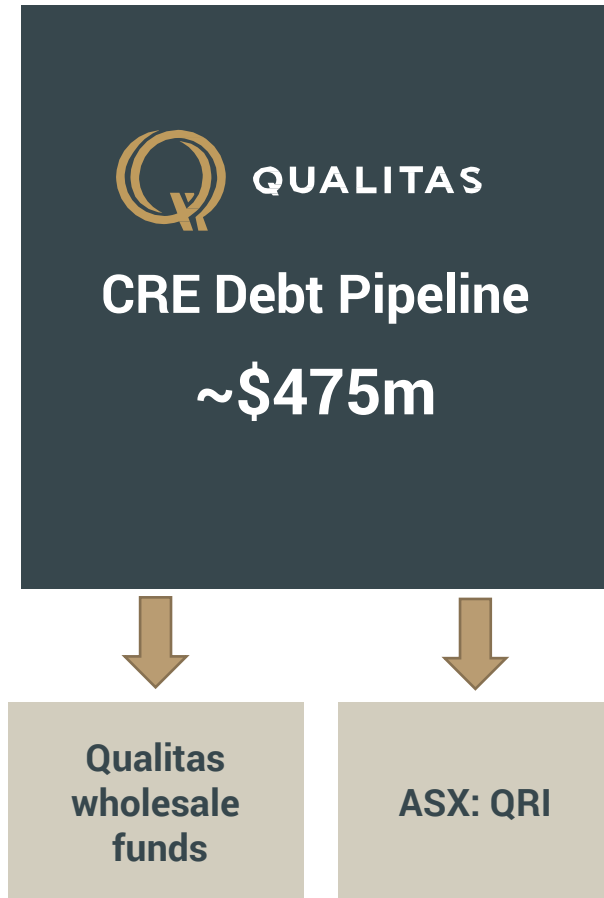 QUALITAS
CRE Debt Pipeline
~$475m
Qualitas
wholesale
funds
ASX: QRI